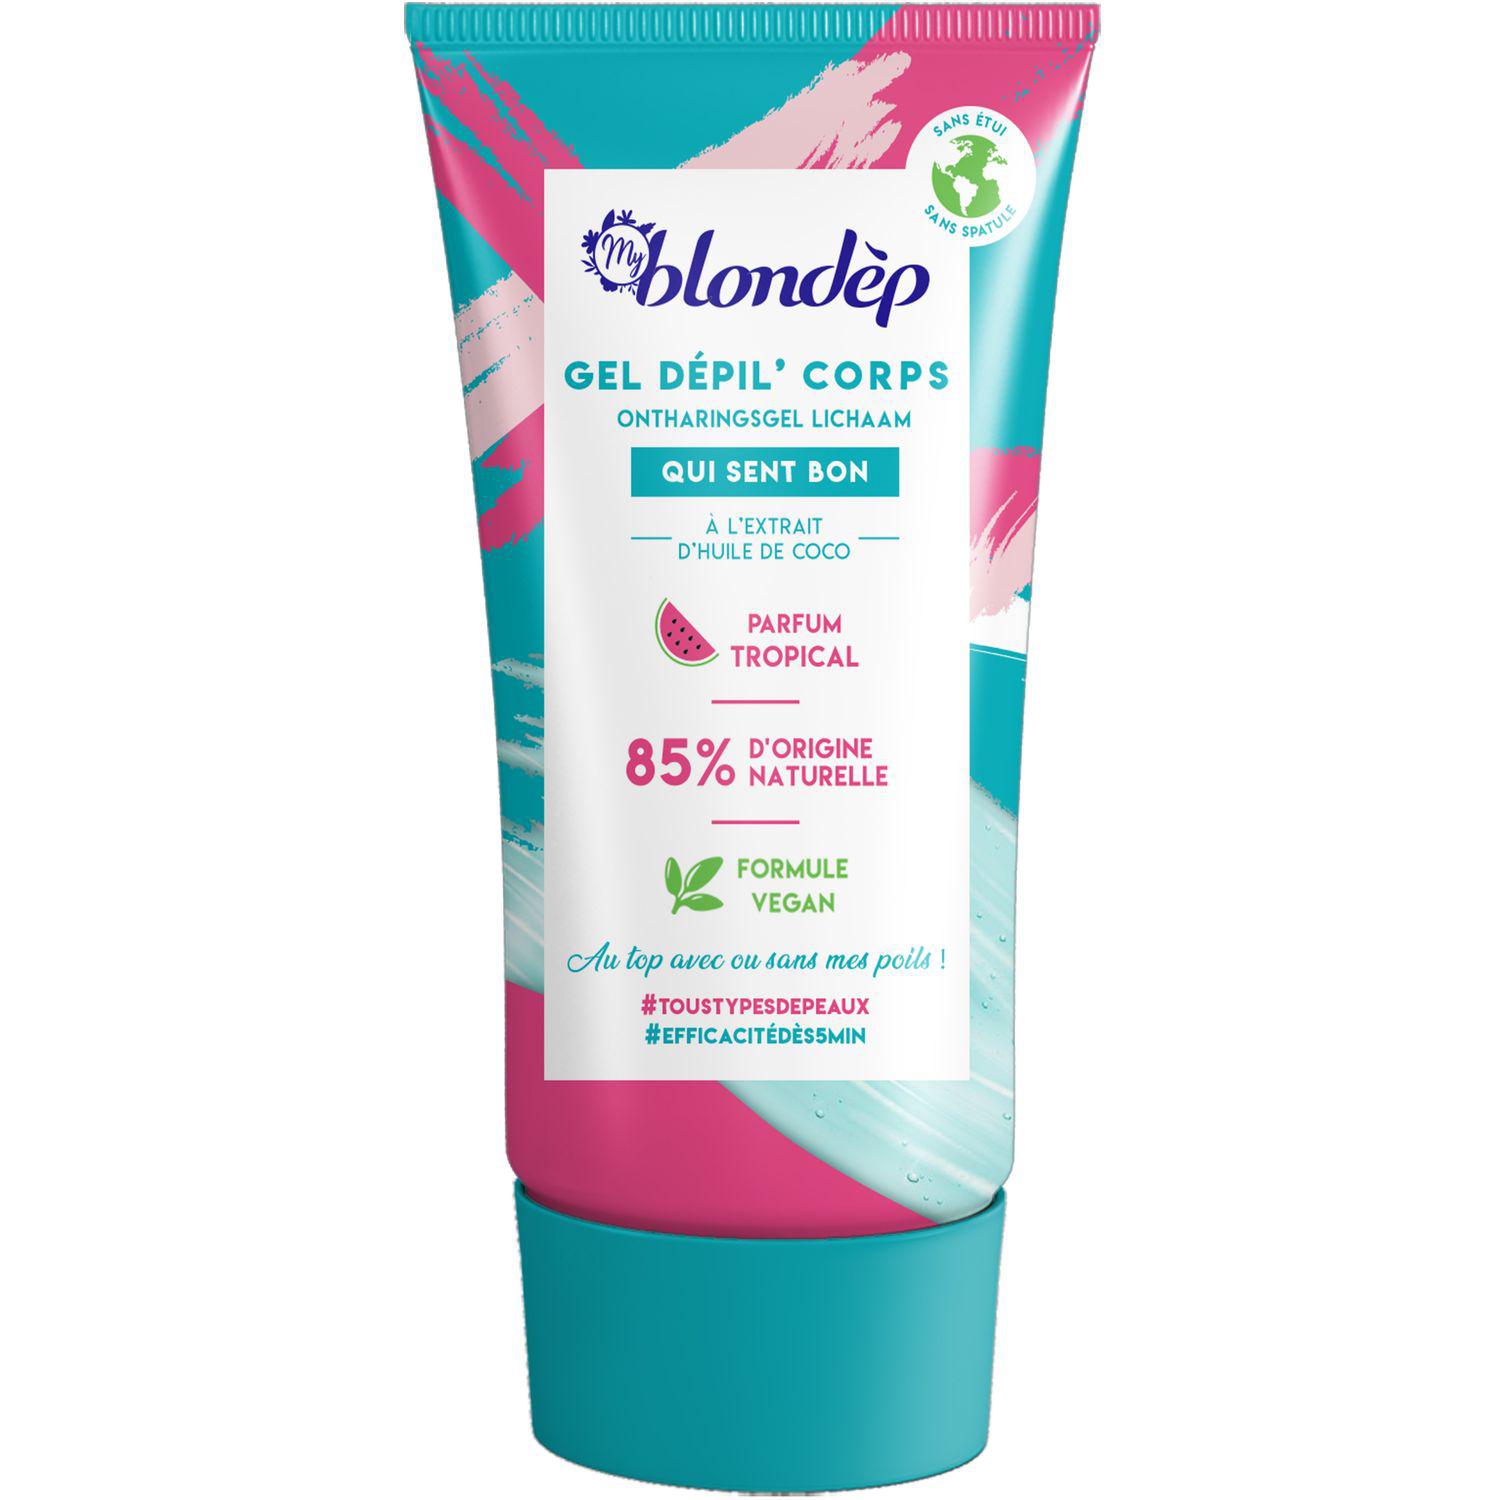 SANS ÉTUI
SANS SPATULE
My
blondèp
GEL DÉPIL' CORPS
ONTHARINGSGEL LICHAAM
QUI SENT BON
À L'EXTRAIT
D'HUILE DE COCO
PARFUM
TROPICAL
85% D'ORIGINE
NATURELLE
FORMULE
VEGAN
Au top avec ou sans mes poils !
#TOUSTYPESDEPEAUX
#EFFICACITÉDÈS5MIN